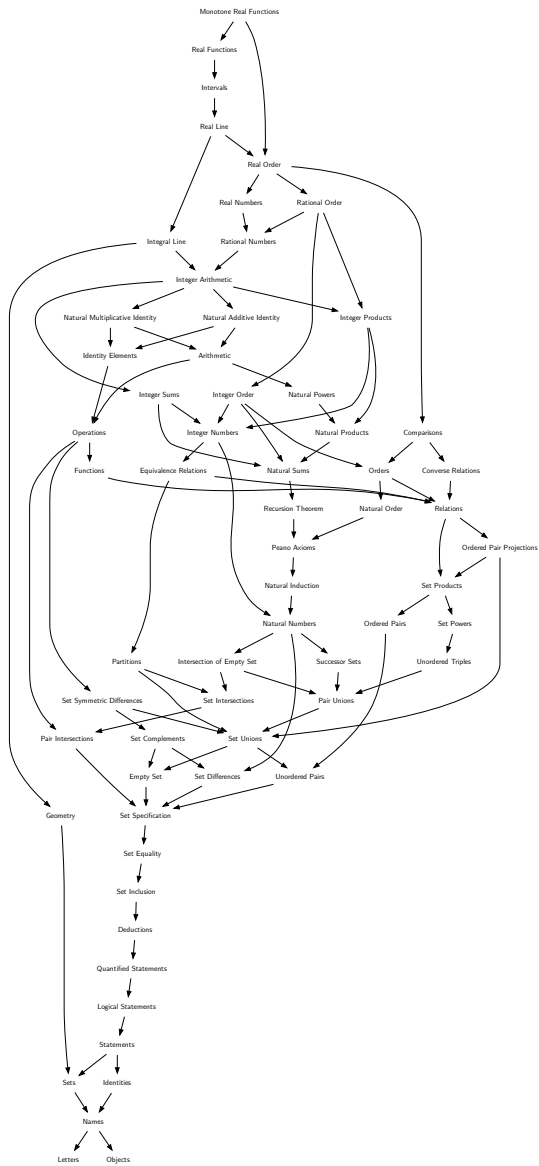 Monotone Real Functions
Real Functions
Intervals
Real Line
Real Order
Real Numbers
Rational Order
Integral Line
Rational Numbers
Integer Arithmetic
Natural Multiplicative Identity
Natural Additive Identity
Integer Products
Identity Elements
Arithmetic
Integer Sums
Integer Order
Natural Powers
Operations
Integer Numbers
Natural Products
Comparisons
Functions
Equivalence Relations
Natural Sums
Orders
Converse Relations
Recursion Theorem
Natural Order
Relations
Peano Axioms
Ordered Pair Projections
Natural Induction
Set Products
Natural Numbers
Ordered Pairs
Set Powers
Partitions
Intersection of Empty Set
Successor Sets
Unordered Triples
Set Symmetric Differences
Set Intersections
Pair Unions
Pair Intersections
Set Complements
Set Unions
Empty Set
Set Differences
Unordered Pairs
Geometry
Set Specification
Set Equality
Set Inclusion
Deductions
Quantified Statements
Logical Statements
Statements
Sets
Identities
Names
Letters
Objects